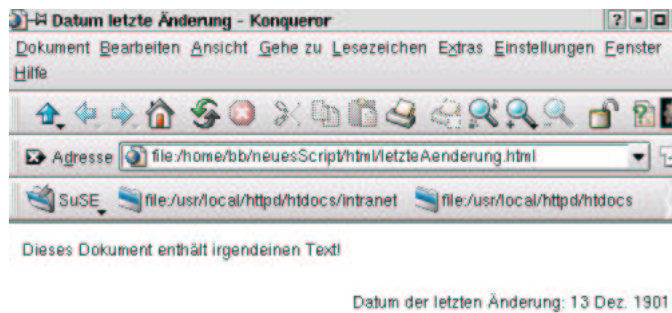 Datum letzte Änderung - Konqueror
Dokument Bearbeiten Ansicht Gehe zu Lesezeichen Extras Einstellungen Fenster
Hilfe
Adresse file:/home/bb/neuesScript/html/letzteAenderung.html
SuSE file:/usr/local/httpd/htdocs/intranet file:/usr/local/httpd/htdocs
Dieses Dokument enthält irgendeinen Text!
Datum der letzten Änderung: 13 Dez. 1901